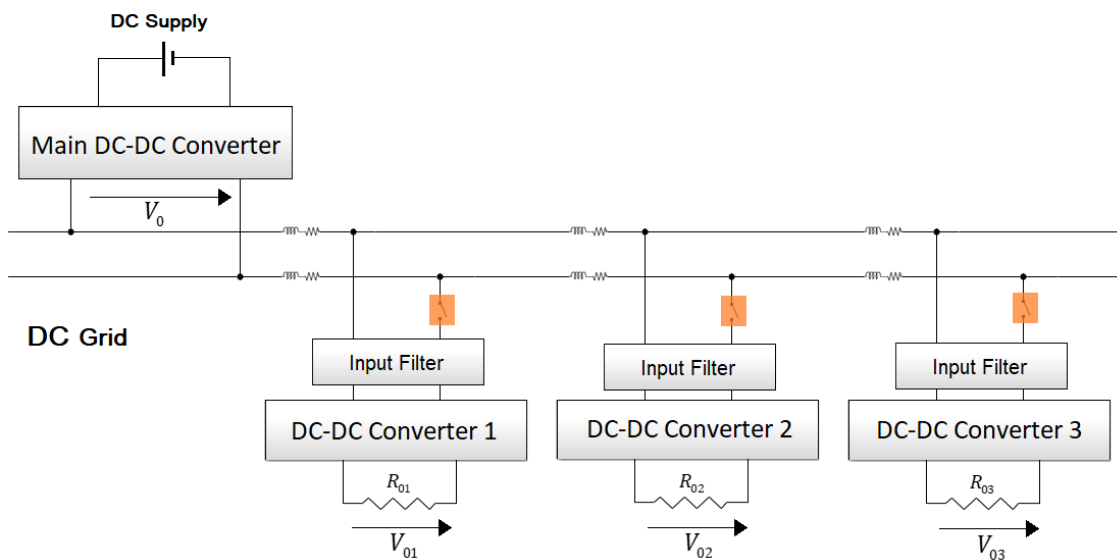 DC Supply
Main DC-DC Converter
V0
DC Grid
Input Filter
Input Filter
Input Filter
DC-DC Converter 1
DC-DC Converter 2
DC-DC Converter 3
R01
R02
R03
V01
V02
V03